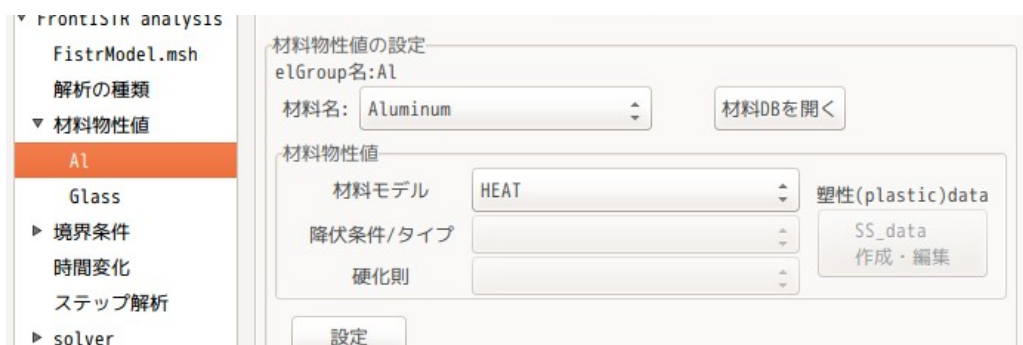 ▼ FrontISTR analysis
FistrModel.msh
解析の種類
▼ 材料物性値
Al
Glass
▶ 境界条件
時間変化
ステップ解析
▶ solver
材料物性値の設定
elGroup名:Al
材料名: Aluminum 材料DBを開く
材料物性値
材料モデル HEAT 塑性(plastic)data
降伏条件/タイプ SS_data
作成・編集
硬化則
設定